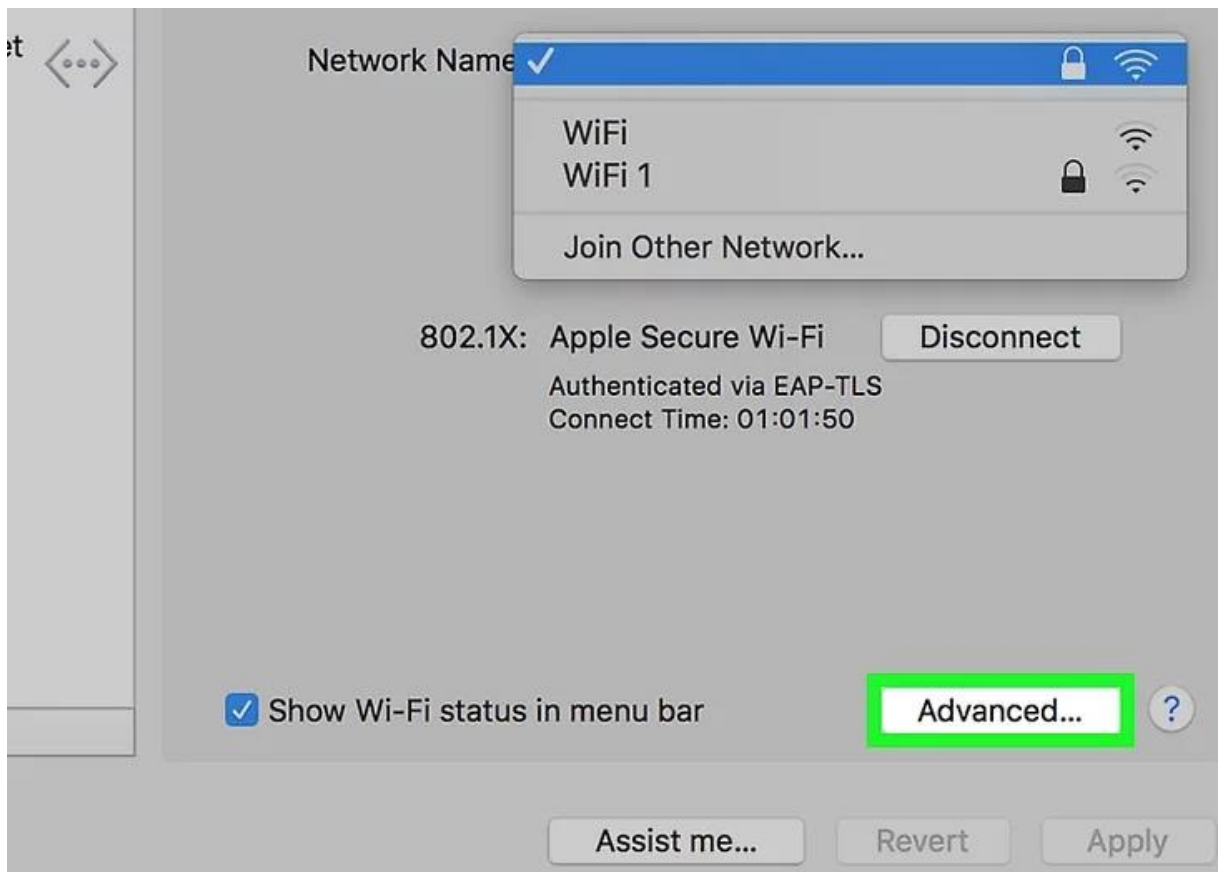 et
Network Name
WiFi
WiFi 1
Join Other Network...
802.1X: Apple Secure Wi-Fi Disconnect
Authenticated via EAP-TLS
Connect Time: 01:01:50
Show Wi-Fi status in menu bar Advanced... ?
Assist me... Revert Apply